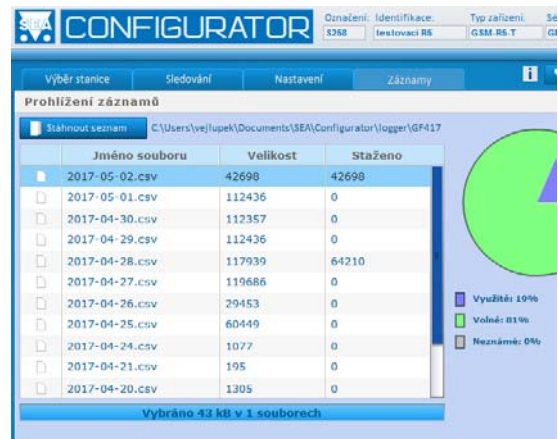 SEA CONFIGURATOR
Označení: Identifikace: Typ zařízení:
S268 testovací R6 GSM-R6-T
Výběr stanice Sledování Nastavení Záznamy i
Prohlížení záznamů
Stáhnout seznam C:\Users\vejlupek\Documents\SEA\Configurator\logger\GF417
Jméno souboru Velikost Staženo
2017-05-02.csv 42698 42698
2017-05-01.csv 112436 0
2017-04-30.csv 112357 0
2017-04-29.csv 112436 0
2017-04-28.csv 117939 64210
2017-04-27.csv 119686 0
2017-04-26.csv 29453 0
2017-04-25.csv 60449 0
2017-04-24.csv 1077 0
2017-04-21.csv 195 0
2017-04-20.csv 1305 0
Využité: 19%
Volné: 81%
Neznámé: 0%
Vybráno 43 kB v 1 souborech